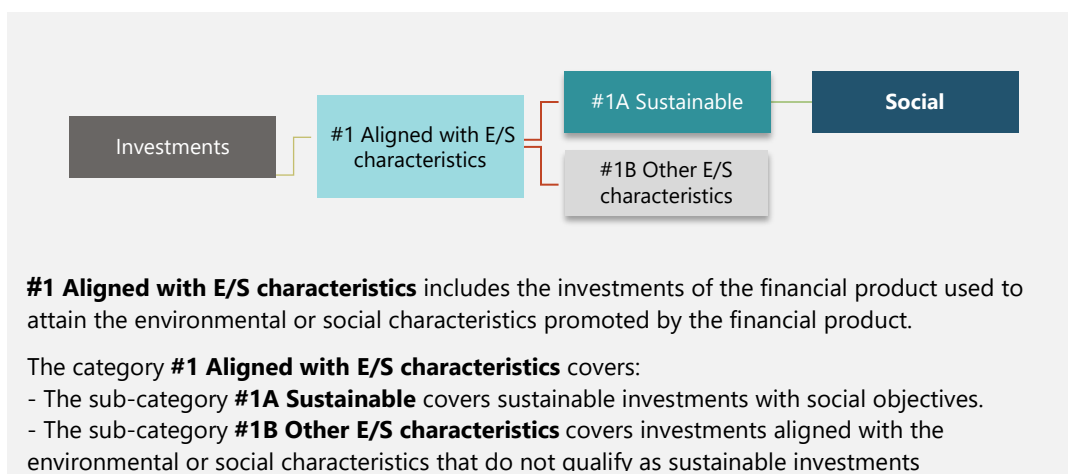 #1A Sustainable
Social
Investments
#1 Aligned with E/S
characteristics
#1B Other E/S
characteristics
#1 Aligned with E/S characteristics includes the investments of the financial product used to
attain the environmental or social characteristics promoted by the financial product.
The category #1 Aligned with E/S characteristics covers:
- The sub-category #1A Sustainable covers sustainable investments with social objectives.
- The sub-category #1B Other E/S characteristics covers investments aligned with the
environmental or social characteristics that do not qualify as sustainable investments